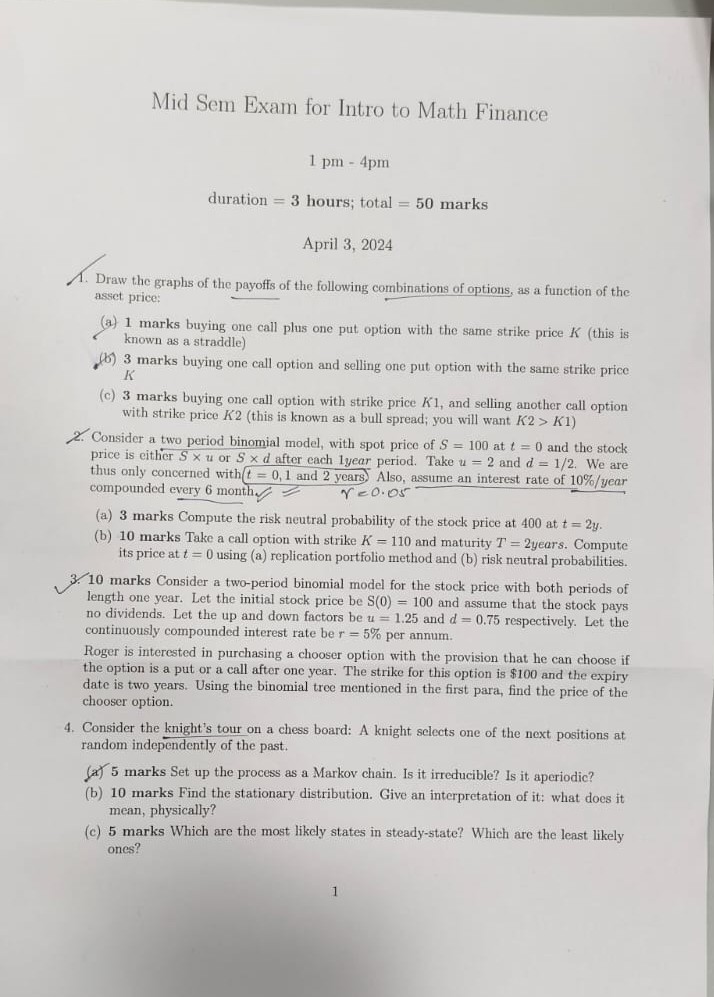 Mid Sem Exam for Intro to Math Finance
1 pm - 4pm
duration = 3 hours; total = 50 marks
April 3, 2024
1. Draw the graphs of the payoffs of the following combinations of options, as a function of the
asset price:
(a) 1 marks buying one call plus one put option with the same strike price K (this is
known as a straddle)
(b) 3 marks buying one call option and selling one put option with the same strike price
K
(c) 3 marks buying one call option with strike price K1, and selling another call option
with strike price K2 (this is known as a bull spread; you will want K2 > K1)
2. Consider a two period binomial model, with spot price of S = 100 at t = 0 and the stock
price is either S × u or S × d after each 1year period. Take u = 2 and d = 1/2. We are
thus only concerned with t = 0, 1 and 2 years. Also, assume an interest rate of 10%/year
compounded every 6 month.
r = 0.05
(a) 3 marks Compute the risk neutral probability of the stock price at 400 at t = 2y.
(b) 10 marks Take a call option with strike K = 110 and maturity T = 2years. Compute
its price at t = 0 using (a) replication portfolio method and (b) risk neutral probabilities.
3. 10 marks Consider a two-period binomial model for the stock price with both periods of
length one year. Let the initial stock price be S(0) = 100 and assume that the stock pays
no dividends. Let the up and down factors be u = 1.25 and d = 0.75 respectively. Let the
continuously compounded interest rate be r = 5% per annum.
Roger is interested in purchasing a chooser option with the provision that he can choose if
the option is a put or a call after one year. The strike for this option is $100 and the expiry
date is two years. Using the binomial tree mentioned in the first para, find the price of the
chooser option.
4. Consider the knight's tour on a chess board: A knight selects one of the next positions at
random independently of the past.
(a) 5 marks Set up the process as a Markov chain. Is it irreducible? Is it aperiodic?
(b) 10 marks Find the stationary distribution. Give an interpretation of it: what does it
mean, physically?
(c) 5 marks Which are the most likely states in steady-state? Which are the least likely
ones?
1